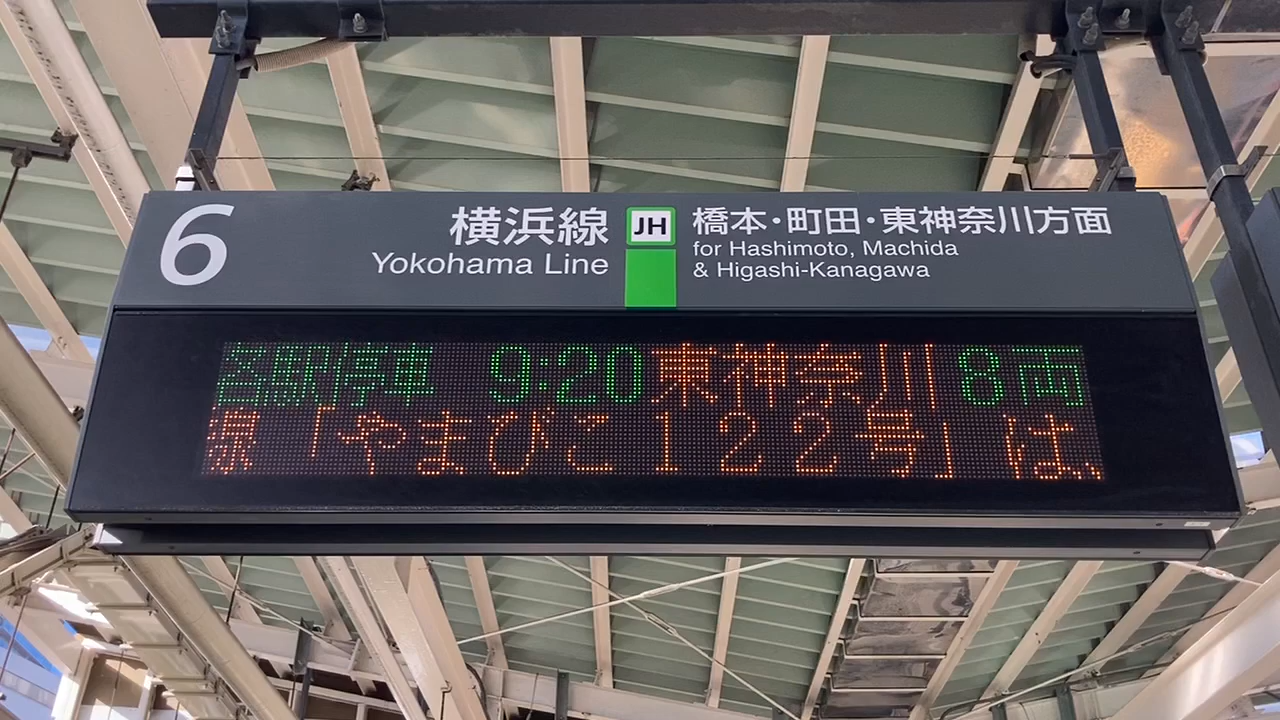 6
横浜線
Yokohama Line
JH
橋本・町田・東神奈川方面
for Hashimoto, Machida
& Higashi-Kanagawa
各駅停車 9:20 東神奈川 8両
線「やまびこ122号」は、